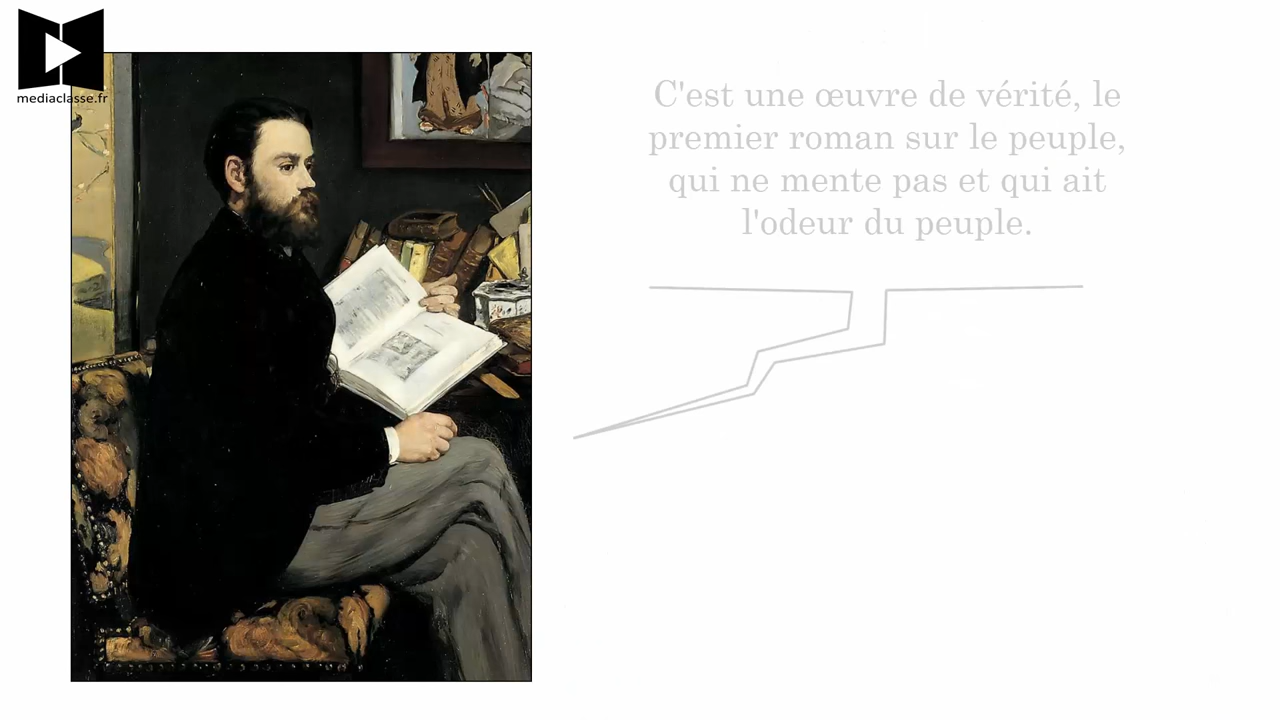 mediaclasse.fr
C'est une œuvre de vérité, le
premier roman sur le peuple,
qui ne mente pas et qui ait
l'odeur du peuple.